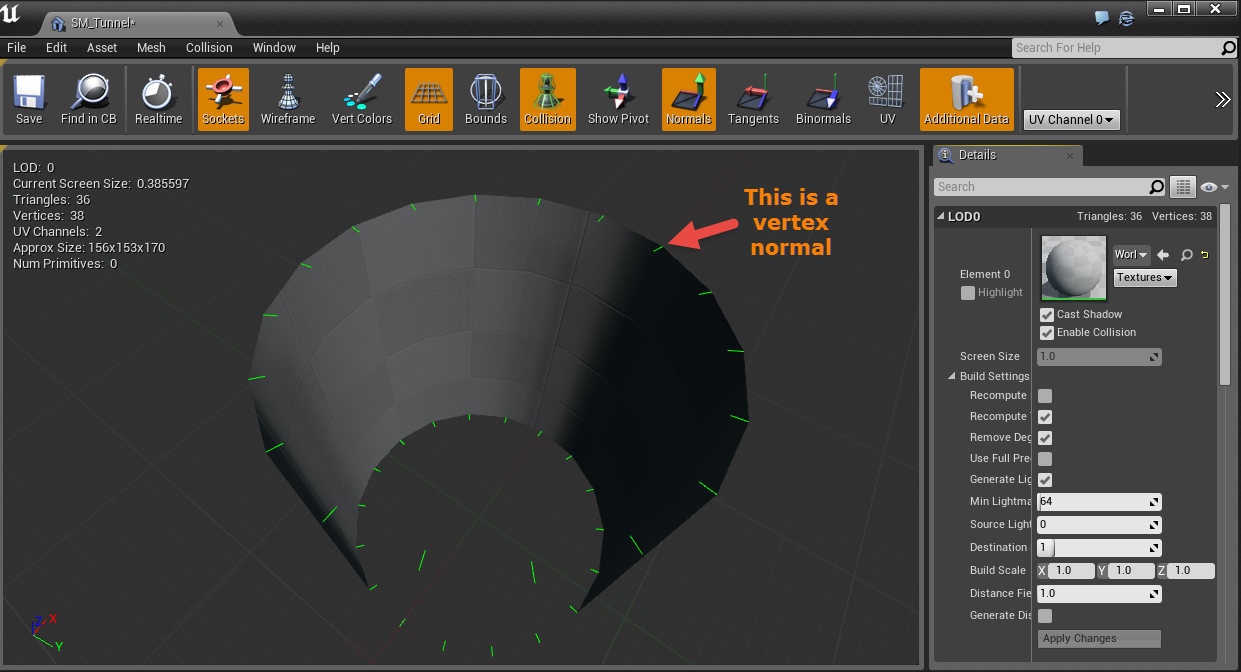 SM_Tunnel*
File Edit Asset Mesh Collision Window Help
Search For Help
Save Find in CB Realtime Sockets Wireframe Vert Colors Grid Bounds Collision Show Pivot Normals Tangents Binormals UV Additional Data UV Channel 0
LOD: 0
Current Screen Size: 0.385597
Triangles: 36
Vertices: 38
UV Channels: 2
Approx Size: 156x153x170
Num Primitives: 0
This is a
vertex
normal
X
Z
Y
Details
Search
LOD0 Triangles: 36 Vertices: 38
Worl
Element 0
Textures
Highlight
Cast Shadow
Enable Collision
Screen Size 1.0
Build Settings
Recompute
Recompute
Remove Deg
Use Full Pre
Generate Lig
Min Lightma 64
Source Light 0
Destination 1
Build Scale X 1.0 Y 1.0 Z 1.0
Distance Fie 1.0
Generate Dis
Apply Changes